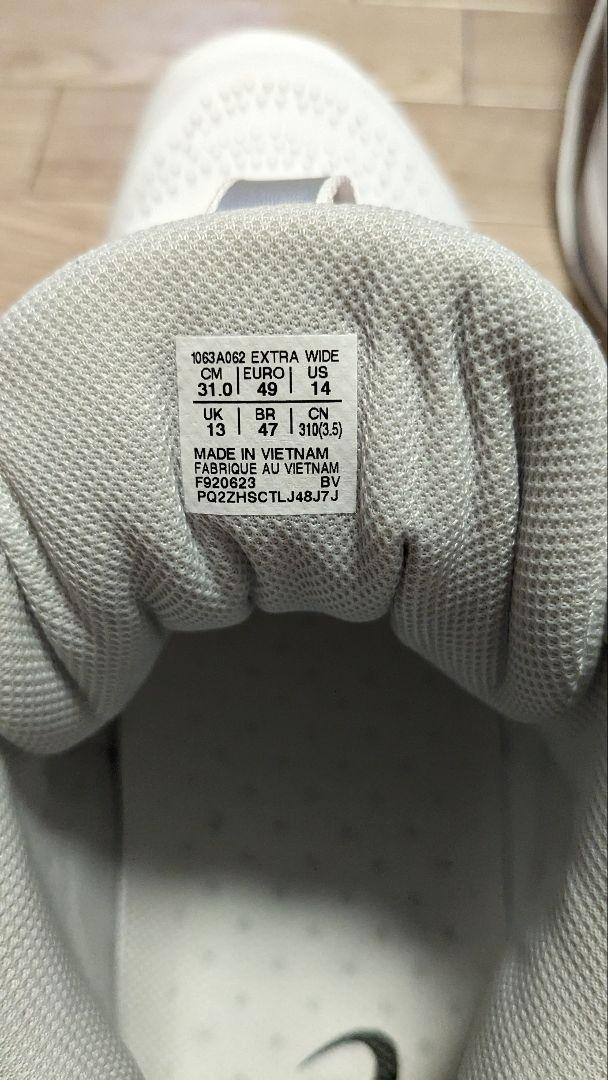 1063A062 EXTRA WIDE
CM | EURO | US
31.0 | 49 | 14
UK | BR | CN
13 | 47 | 310(3.5)
MADE IN VIETNAM
FABRIQUE AU VIETNAM
F920623 BV
PQ2ZHSCTLJ48J7J